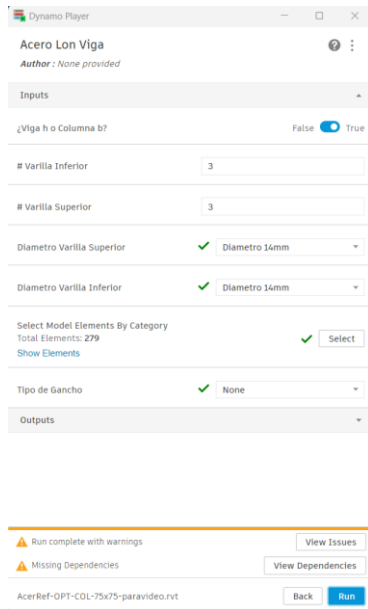 Dynamo Player
Acero Lon Viga
Author : None provided
Inputs
¿Viga h o Columna b?
False True
# Varilla Inferior
3
# Varilla Superior
3
Diametro Varilla Superior
Diametro 14mm
Diametro Varilla Inferior
Diametro 14mm
Select Model Elements By Category
Total Elements: 279
Select
Show Elements
Tipo de Gancho
None
Outputs
Run complete with warnings
View Issues
Missing Dependencies
View Dependencies
AcerRef-OPT-COL-75x75-paravideo.rvt
Back
Run